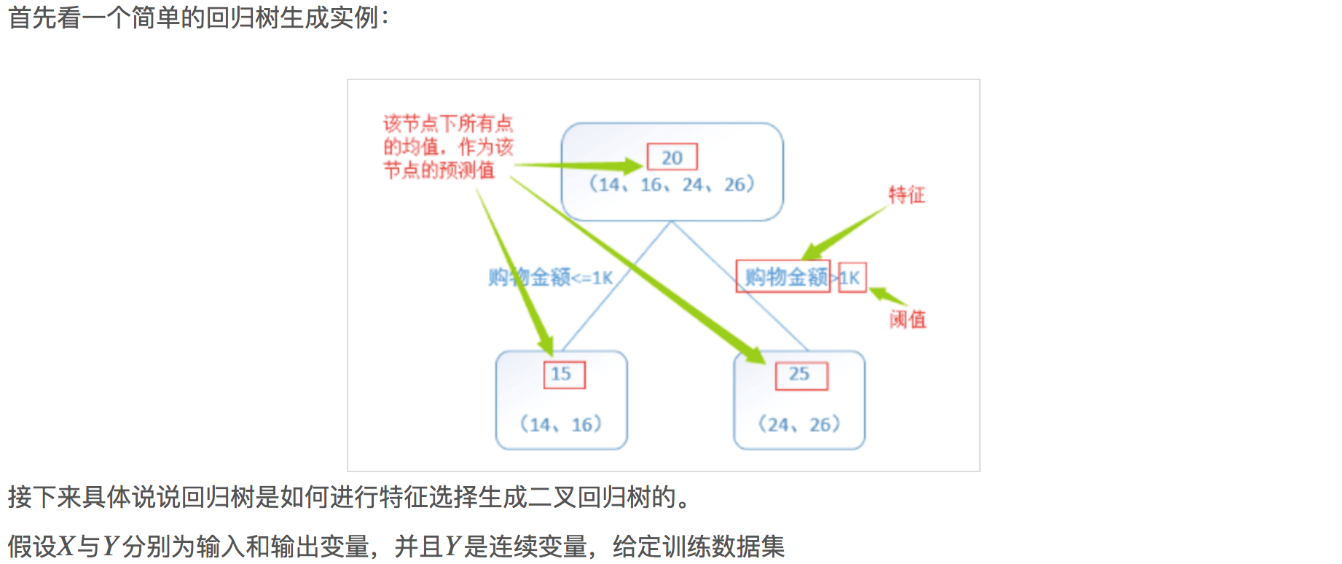 首先看一个简单的回归树生成实例：
该节点下所有点
的均值，作为该
节点的预测值
20
（14、16、24、26）
特征
购物金额<=1K
购物金额>1K
阈值
15
25
（14、16）
（24、26）
接下来具体说说回归树是如何进行特征选择生成二叉回归树的。
假设X与Y分别为输入和输出变量，并且Y是连续变量，给定训练数据集